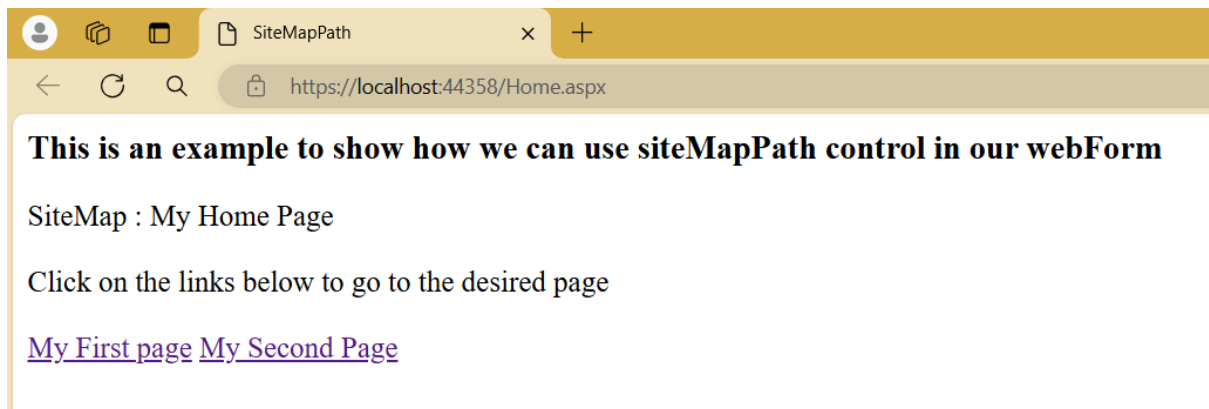 SiteMapPath
https://localhost:44358/Home.aspx
This is an example to show how we can use siteMapPath control in our webForm
SiteMap : My Home Page
Click on the links below to go to the desired page
My First page My Second Page